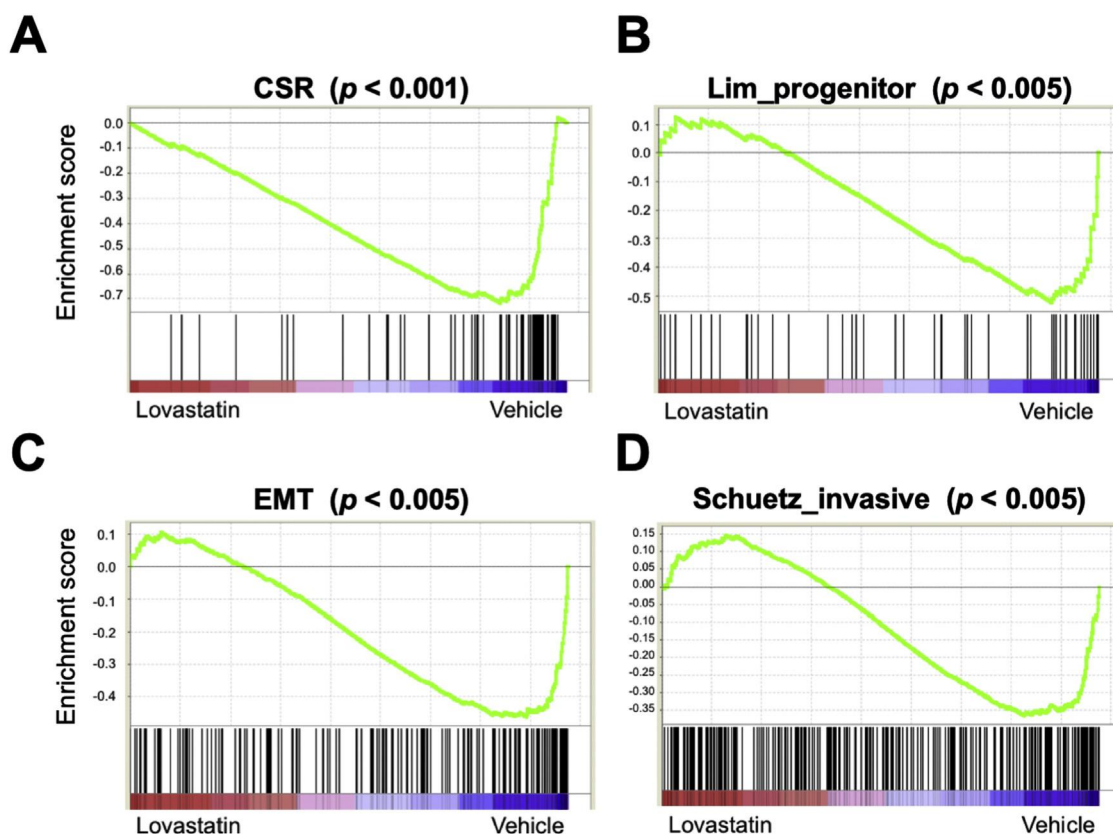 A
CSR (p < 0.001)
Enrichment score
0.0
-0.1
-0.2
-0.3
-0.4
-0.5
-0.6
-0.7
Lovastatin Vehicle
B
Lim_progenitor (p < 0.005)
0.1
0.0
-0.1
-0.2
-0.3
-0.4
-0.5
Lovastatin Vehicle
C
EMT (p < 0.005)
Enrichment score
0.1
0.0
-0.1
-0.2
-0.3
-0.4
Lovastatin Vehicle
D
Schuetz_invasive (p < 0.005)
0.15
0.10
0.05
0.00
-0.05
-0.10
-0.15
-0.20
-0.25
-0.30
-0.35
Lovastatin Vehicle